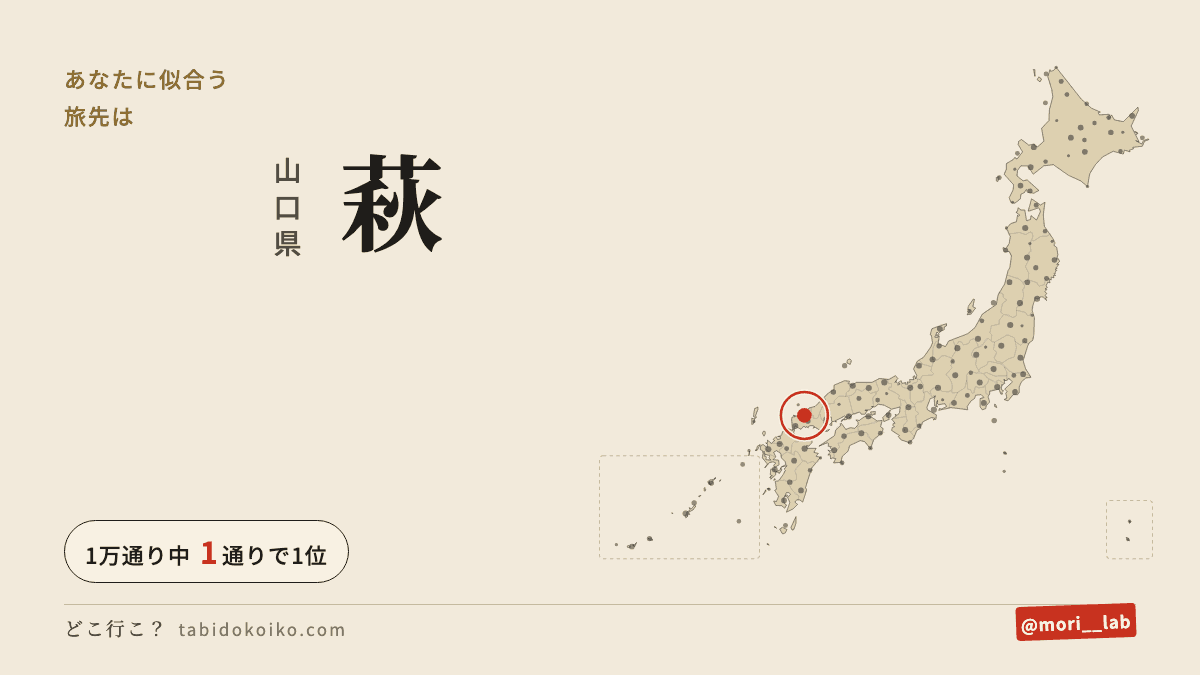 あなたに似合う
旅先は
山口県
萩
1万通り中 1通りで1位
どこ行こ？ tabidokoiko.com
@mori__lab